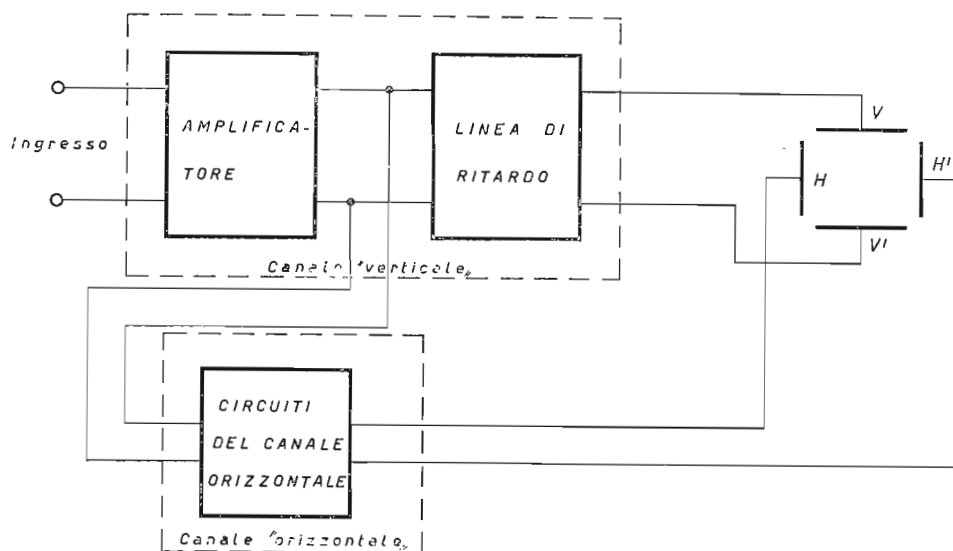 Ingresso
AMPLIFICA-
TORE
LINEA DI
RITARDO
V
H
H'
V'
Canale "verticale„
CIRCUITI
DEL CANALE
ORIZZONTALE
Canale "orizzontale„